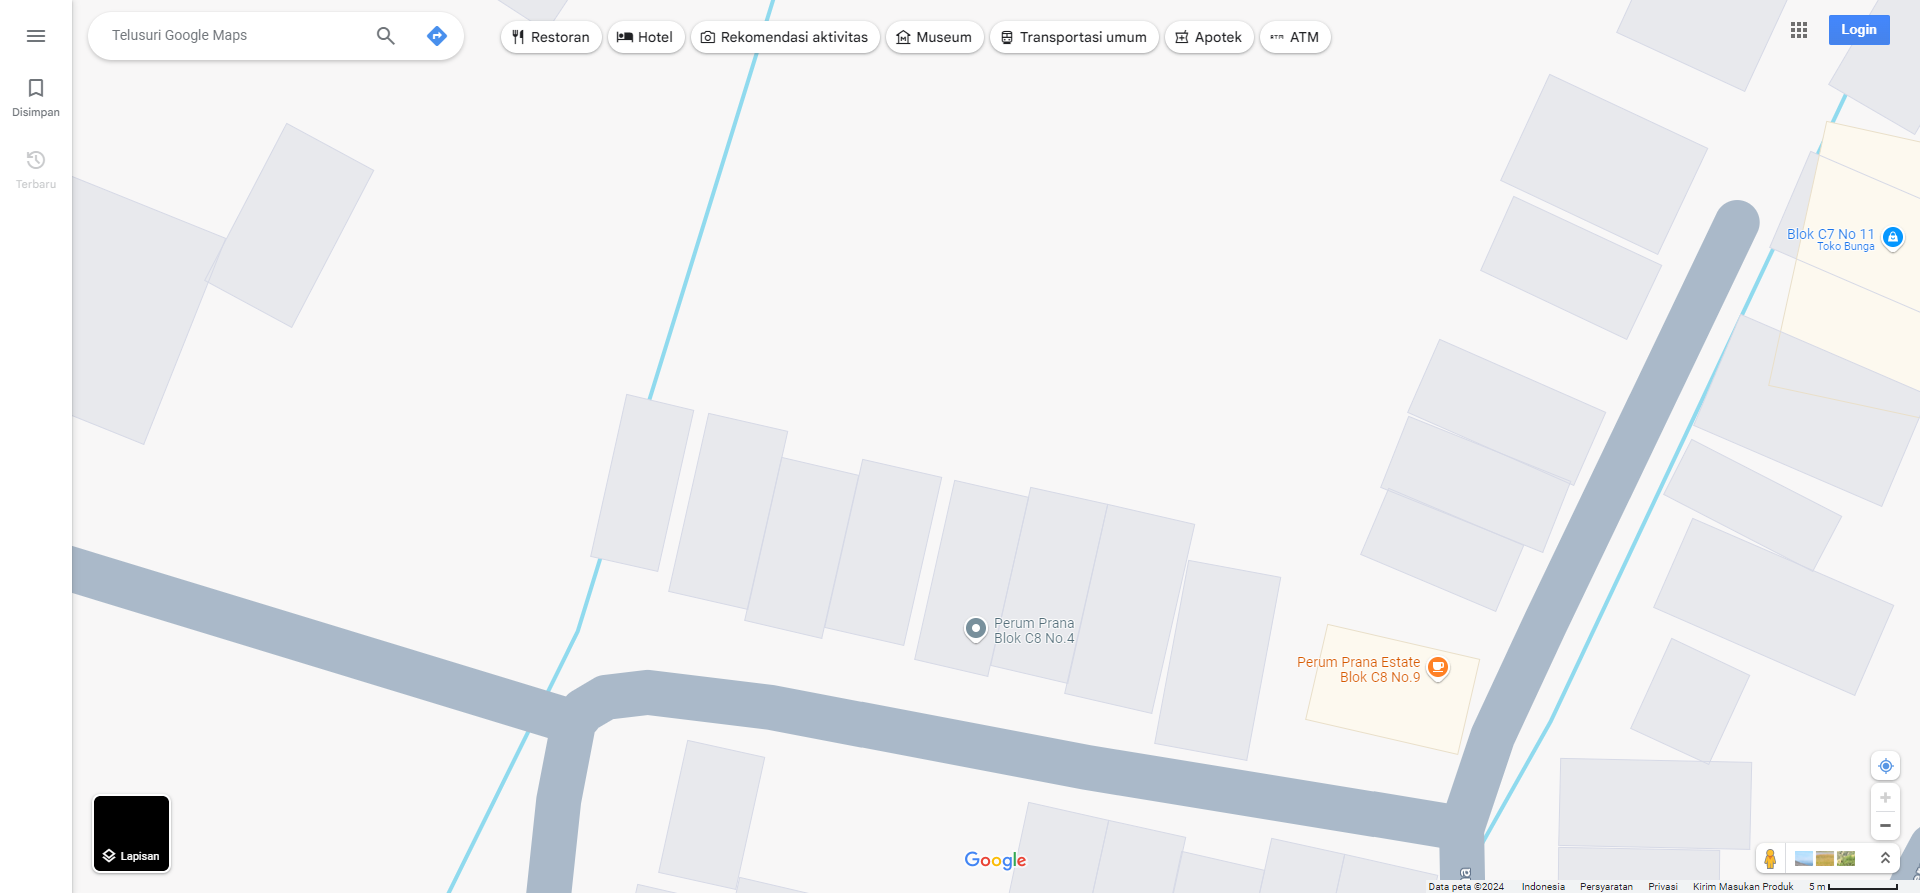 Telusuri Google Maps
Restoran
Hotel
Rekomendasi aktivitas
Museum
Transportasi umum
Apotek
ATM
Login
Disimpan
Terbaru
Blok C7 No 11
Toko Bunga
Perum Prana
Blok C8 No.4
Perum Prana Estate
Blok C8 No.9
Lapisan
Google
Data peta ©2024
Indonesia
Persyaratan
Privasi
Kirim Masukan Produk
5 m